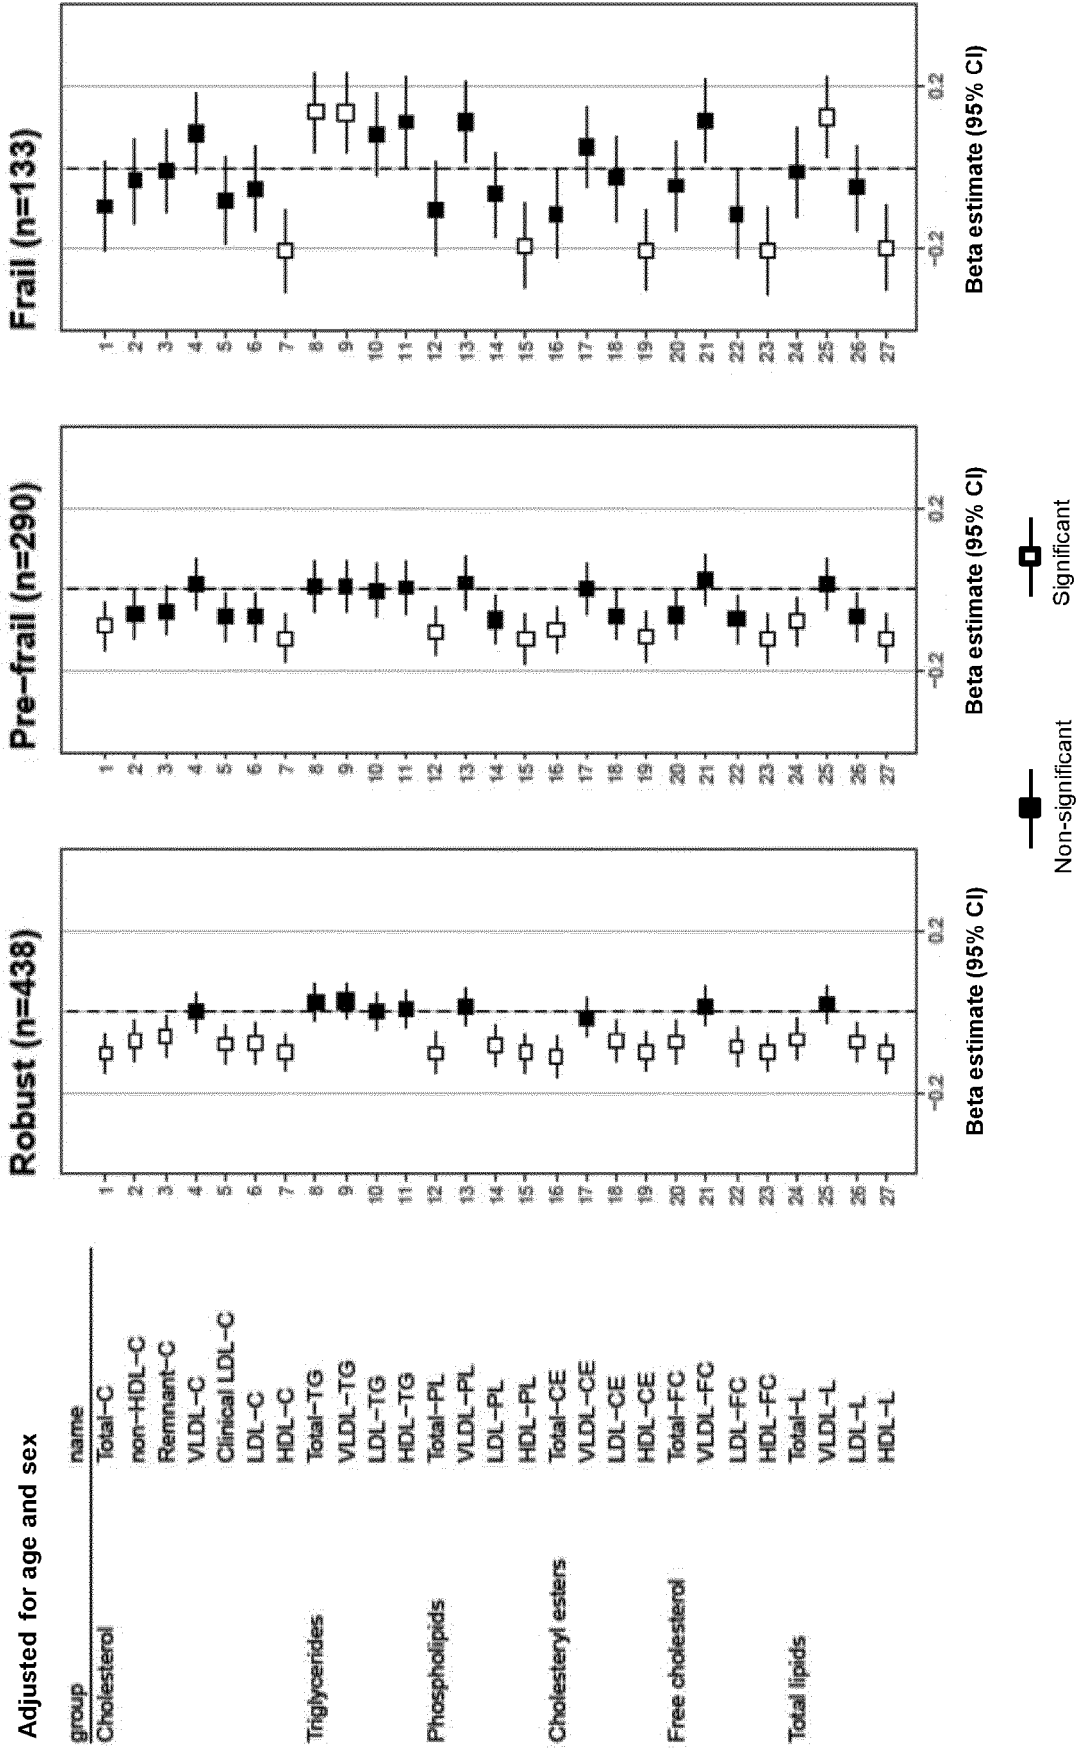 Adjusted for age and sex
Robust (n=438) Pre−frail (n=290) Frail (n=133)
group name
Cholesterol Total−C 1 1 1
non−HDL−C 2 2 2
Remnant−C 3 3 3
VLDL−C 4 4 4
Clinical LDL−C 5 5 5
LDL−C 6 6 6
HDL−C 7 7 7
Triglycerides Total−TG 8 8 8
VLDL−TG 9 9 9
LDL−TG 10 10 10
HDL−TG 11 11 11
Phospholipids Total−PL 12 12 12
VLDL−PL 13 13 13
LDL−PL 14 14 14
HDL−PL 15 15 15
Cholesteryl esters Total−CE 16 16 16
VLDL−CE 17 17 17
LDL−CE 18 18 18
HDL−CE 19 19 19
Free cholesterol Total−FC 20 20 20
VLDL−FC 21 21 21
LDL−FC 22 22 22
HDL−FC 23 23 23
Total lipids Total−L 24 24 24
VLDL−L 25 25 25
LDL−L 26 26 26
HDL−L 27 27 27
−0.2 0.2 −0.2 0.2 −0.2 0.2
Beta estimate (95% CI) Beta estimate (95% CI) Beta estimate (95% CI)
Non-significant Significant